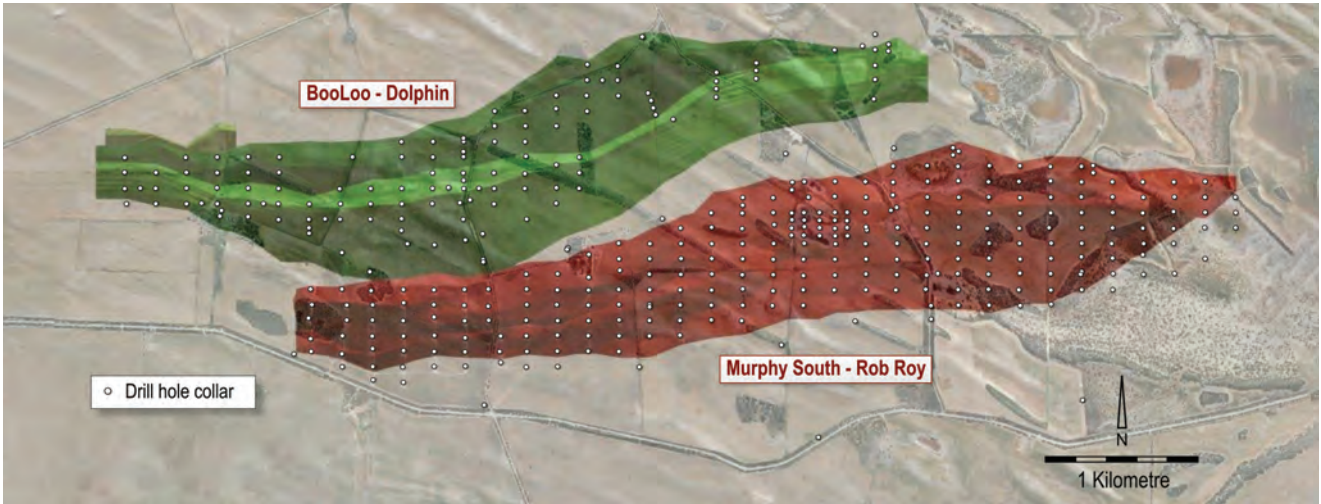 BooLoo - Dolphin
Murphy South - Rob Roy
Drill hole collar
N
1 Kilometre